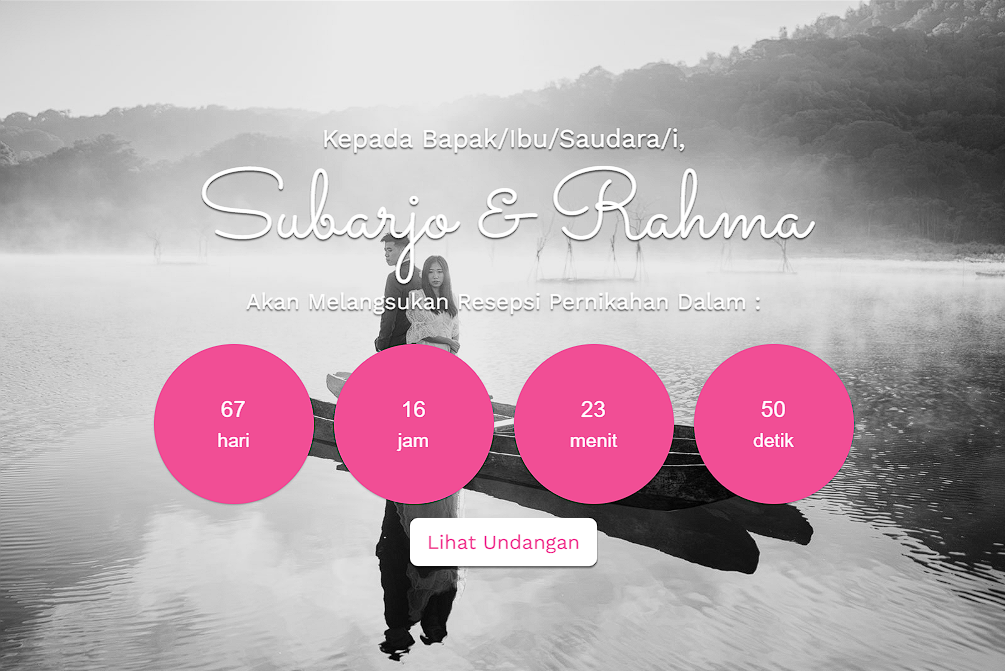 Kepada Bapak/Ibu/Saudara/i,
Subarjo & Rahma
Akan Melangsukan Resepsi Pernikahan Dalam :
67
hari
16
jam
23
menit
50
detik
Lihat Undangan